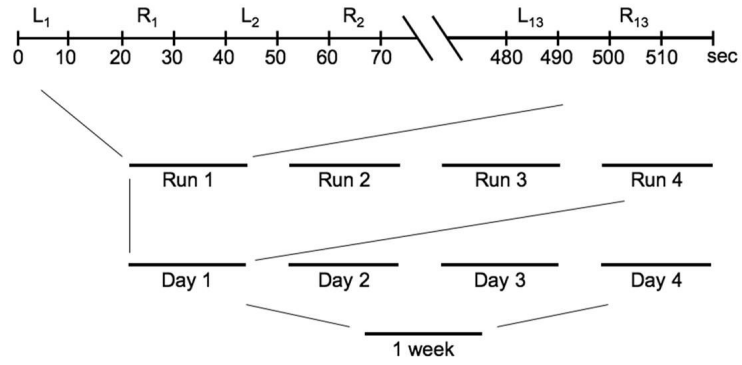 L1 R1 L2 R2 L13 R13
0 10 20 30 40 50 60 70 480 490 500 510 sec
Run 1 Run 2 Run 3 Run 4
Day 1 Day 2 Day 3 Day 4
1 week